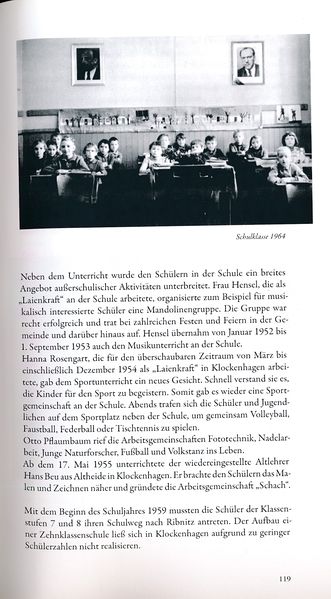 Schulklasse 1964
Neben dem Unterricht wurde den Schülern in der Schule ein breites
Angebot außerschulischer Aktivitäten unterbreitet. Frau Hensel, die als
„Laienkraft“ an der Schule arbeitete, organisierte zum Beispiel für musi-
kalisch interessierte Schüler eine Mandolinengruppe. Die Gruppe war
recht erfolgreich und trat bei zahlreichen Festen und Feiern in der Ge-
meinde und darüber hinaus auf. Hensel übernahm von Januar 1952 bis
1. September 1953 auch den Musikunterricht an der Schule.
Hanna Rosengart, die für den überschaubaren Zeitraum von März bis
einschließlich Dezember 1954 als „Laienkraft“ in Klockenhagen arbei-
tete, gab dem Sportunterricht ein neues Gesicht. Schnell verstand sie es,
die Kinder für den Sport zu begeistern. Somit gab es wieder eine Sport-
gemeinschaft an der Schule. Abends trafen sich die Schüler und Jugend-
lichen auf dem Sportplatz neben der Schule, um gemeinsam Volleyball,
Faustball, Federball oder Tischtennis zu spielen.
Otto Pflaumbaum rief die Arbeitsgemeinschaften Fototechnik, Nadelar-
beit, Junge Naturforscher, Fußball und Volkstanz ins Leben.
Ab dem 17. Mai 1955 unterrichtete der wiedereingestellte Altlehrer
Hans Beu aus Altheide in Klockenhagen. Er brachte den Schülern das Ma-
len und Zeichnen näher und gründete die Arbeitsgemeinschaft „Schach“.
Mit dem Beginn des Schuljahres 1959 mussten die Schüler der Klassen-
stufen 7 und 8 ihren Schulweg nach Ribnitz antreten. Der Aufbau ei-
ner Zehnklassenschule ließ sich in Klockenhagen aufgrund zu geringer
Schülerzahlen nicht realisieren.
119